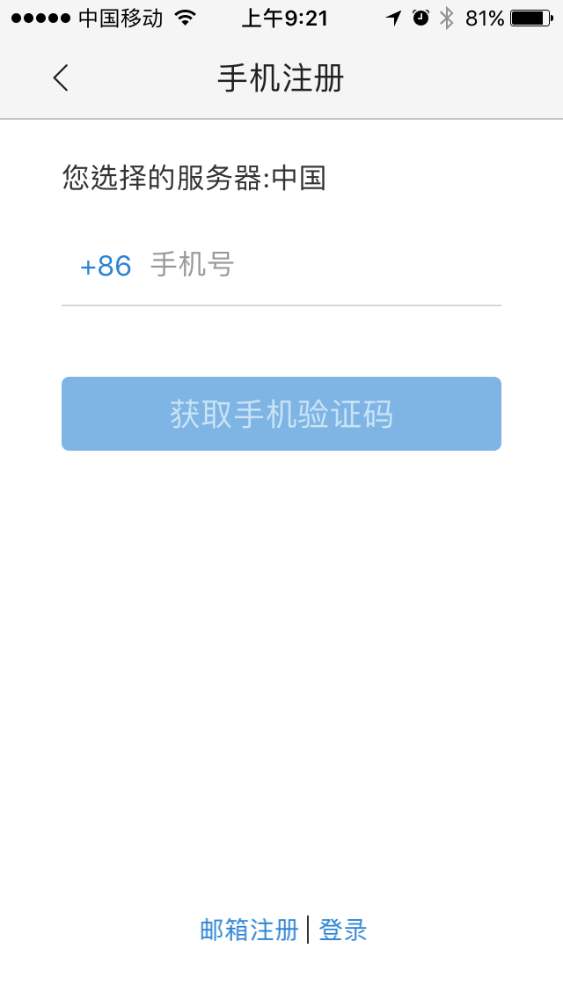 中国移动 上午9:21 81%
手机注册
您选择的服务器:中国
+86 手机号
获取手机验证码
邮箱注册 | 登录